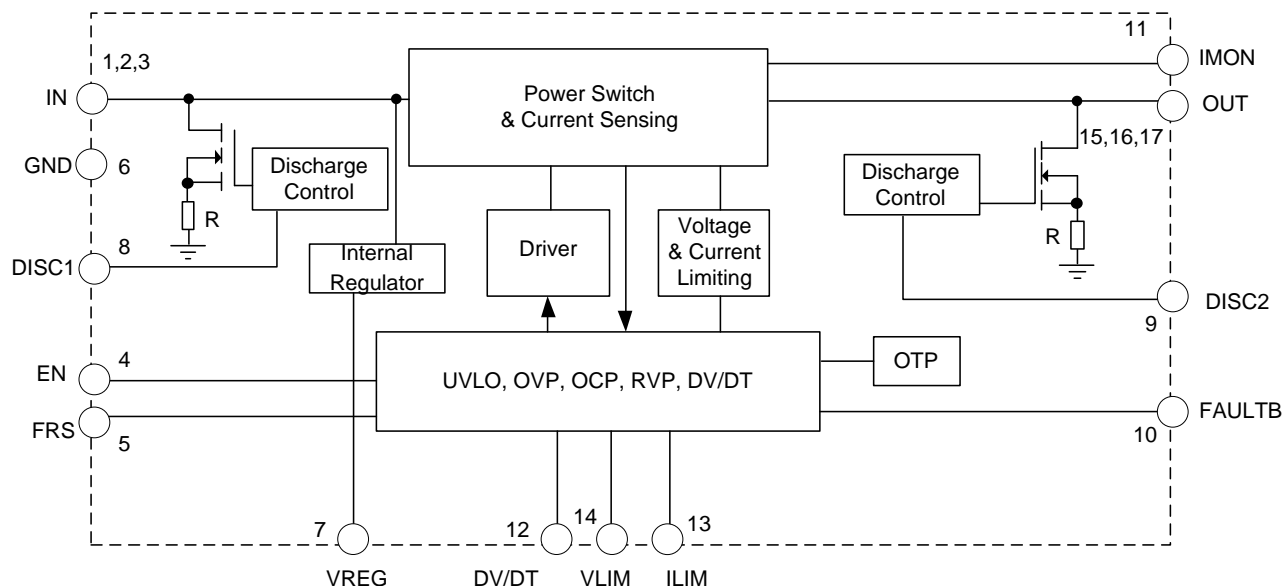 11
IMON
1,2,3
IN
Power Switch
& Current Sensing
OUT
15,16,17
GND
6
Discharge
Control
Discharge
Control
R
8
DISC1
Internal
Regulator
Driver
Voltage
& Current
Limiting
R
DISC2
9
4
EN
UVLO, OVP, OCP, RVP, DV/DT
OTP
FRS
5
FAULTB
10
7
12
14
13
VREG
DV/DT
VLIM
ILIM